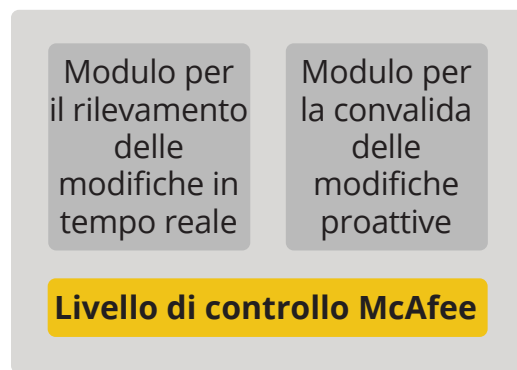 Modulo per
il rilevamento
delle
modifiche in
tempo reale
Modulo per
la convalida
delle
modifiche
proattive
Livello di controllo McAfee